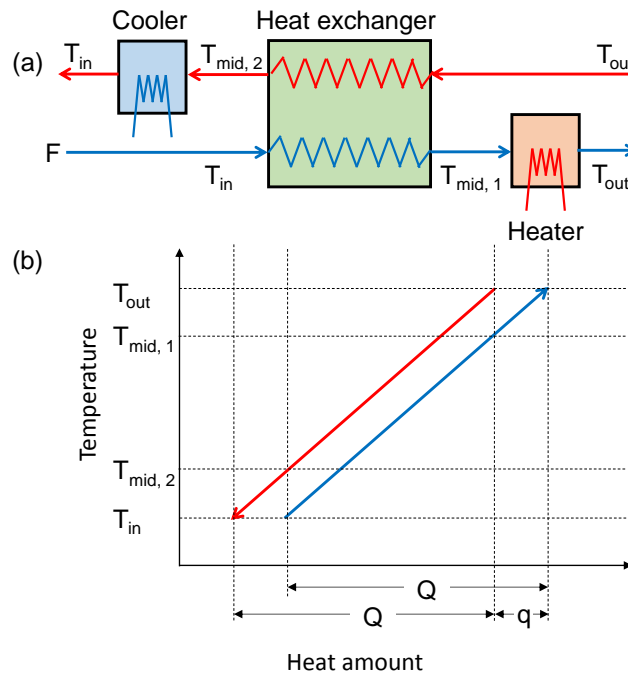 Cooler
Heat exchanger
(a)
T_in
T_mid, 2
T_out
F
T_in
T_mid, 1
T_out
Heater
(b)
T_out
T_mid, 1
Temperature
T_mid, 2
T_in
Q
Q
q
Heat amount